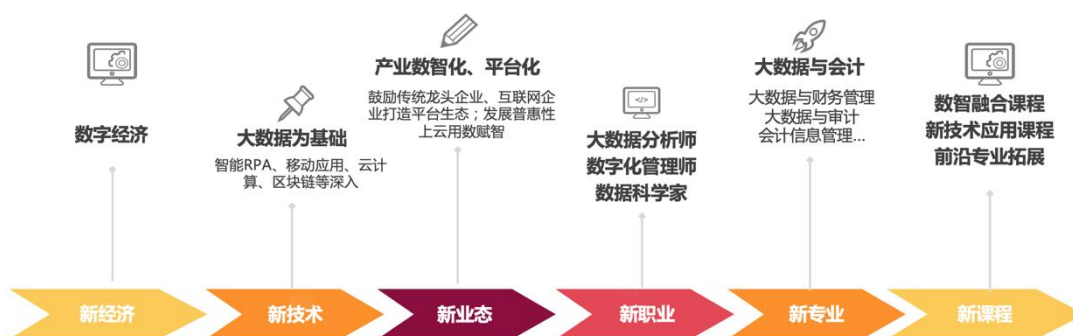 数字经济
大数据为基础
智能RPA、移动应用、云计
算、区块链等深入
产业数智化、平台化
鼓励传统龙头企业、互联网企
业打造平台生态；发展普惠性
上云用数赋智
大数据分析师
数字化管理师
数据科学家
大数据与会计
大数据与财务管理
大数据与审计
会计信息管理...
数智融合课程
新技术应用课程
前沿专业拓展
新经济
新技术
新业态
新职业
新专业
新课程